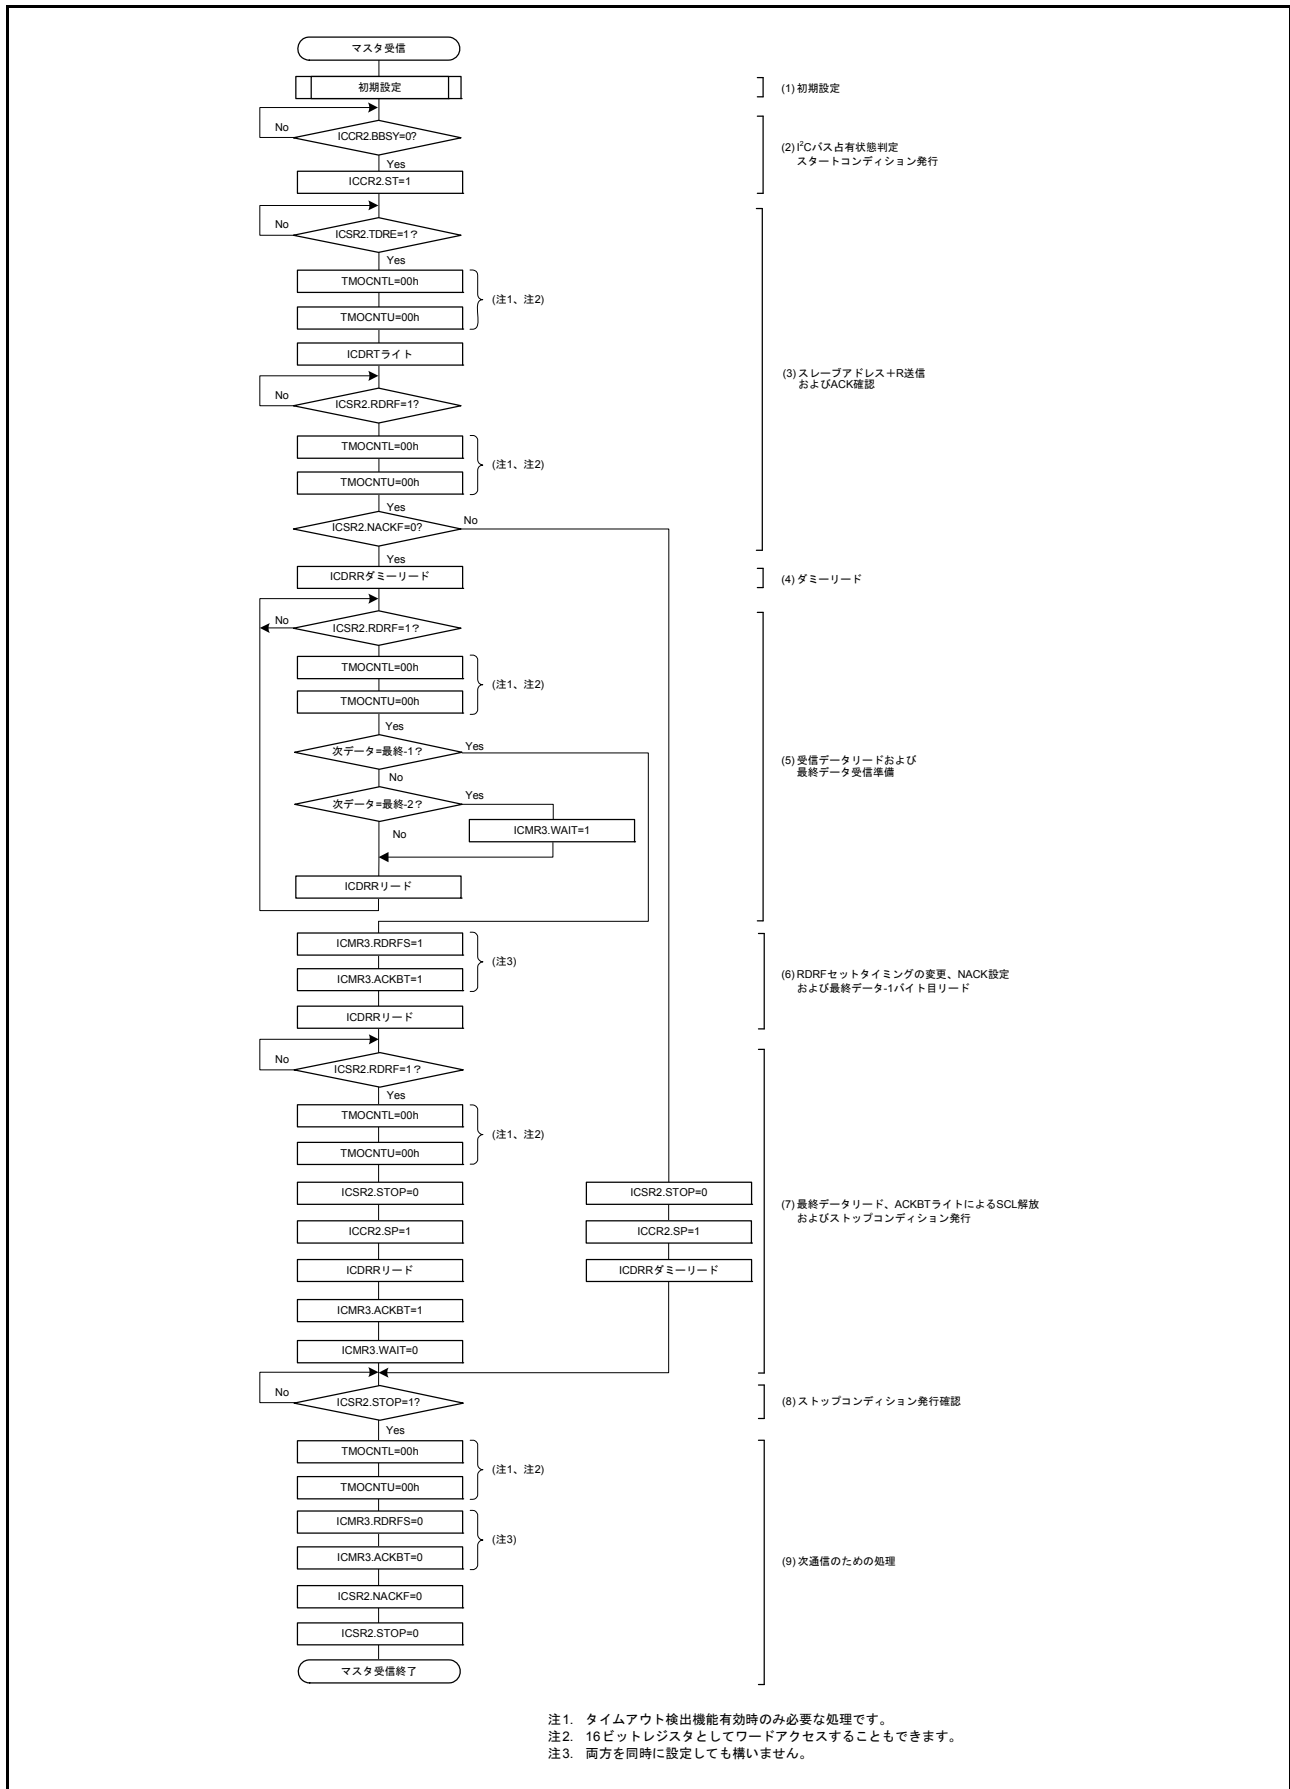 マスタ受信
初期設定
(1) 初期設定
No
ICCR2.BBSY=0?
Yes
ICCR2.ST=1
(2) I²Cバス占有状態判定
スタートコンディション発行
No
ICSR2.TDRE=1？
Yes
TMOCNTL=00h
TMOCNTU=00h
(注1、注2)
ICDRTライト
No
ICSR2.RDRF=1?
TMOCNTL=00h
TMOCNTU=00h
(注1、注2)
Yes
ICSR2.NACKF=0?
No
Yes
(3) スレーブアドレス＋R送信
およびACK確認
ICDRRダミーリード
(4) ダミーリード
No
ICSR2.RDRF=1？
TMOCNTL=00h
TMOCNTU=00h
(注1、注2)
Yes
次データ=最終-1？
Yes
No
次データ=最終-2？
Yes
ICMR3.WAIT=1
No
ICDRRリード
(5) 受信データリードおよび
最終データ受信準備
ICMR3.RDRFS=1
ICMR3.ACKBT=1
(注3)
ICDRRリード
(6) RDRFセットタイミングの変更、NACK設定
および最終データ-1バイト目リード
No
ICSR2.RDRF=1？
Yes
TMOCNTL=00h
TMOCNTU=00h
(注1、注2)
ICSR2.STOP=0
ICCR2.SP=1
ICDRRリード
ICMR3.ACKBT=1
ICMR3.WAIT=0
ICSR2.STOP=0
ICCR2.SP=1
ICDRRダミーリード
(7) 最終データリード、ACKBTライトによるSCL解放
およびストップコンディション発行
No
ICSR2.STOP=1?
Yes
(8) ストップコンディション発行確認
TMOCNTL=00h
TMOCNTU=00h
(注1、注2)
ICMR3.RDRFS=0
ICMR3.ACKBT=0
(注3)
ICSR2.NACKF=0
ICSR2.STOP=0
マスタ受信終了
(9) 次通信のための処理
注1. タイムアウト検出機能有効時のみ必要な処理です。
注2. 16ビットレジスタとしてワードアクセスすることもできます。
注3. 両方を同時に設定しても構いません。